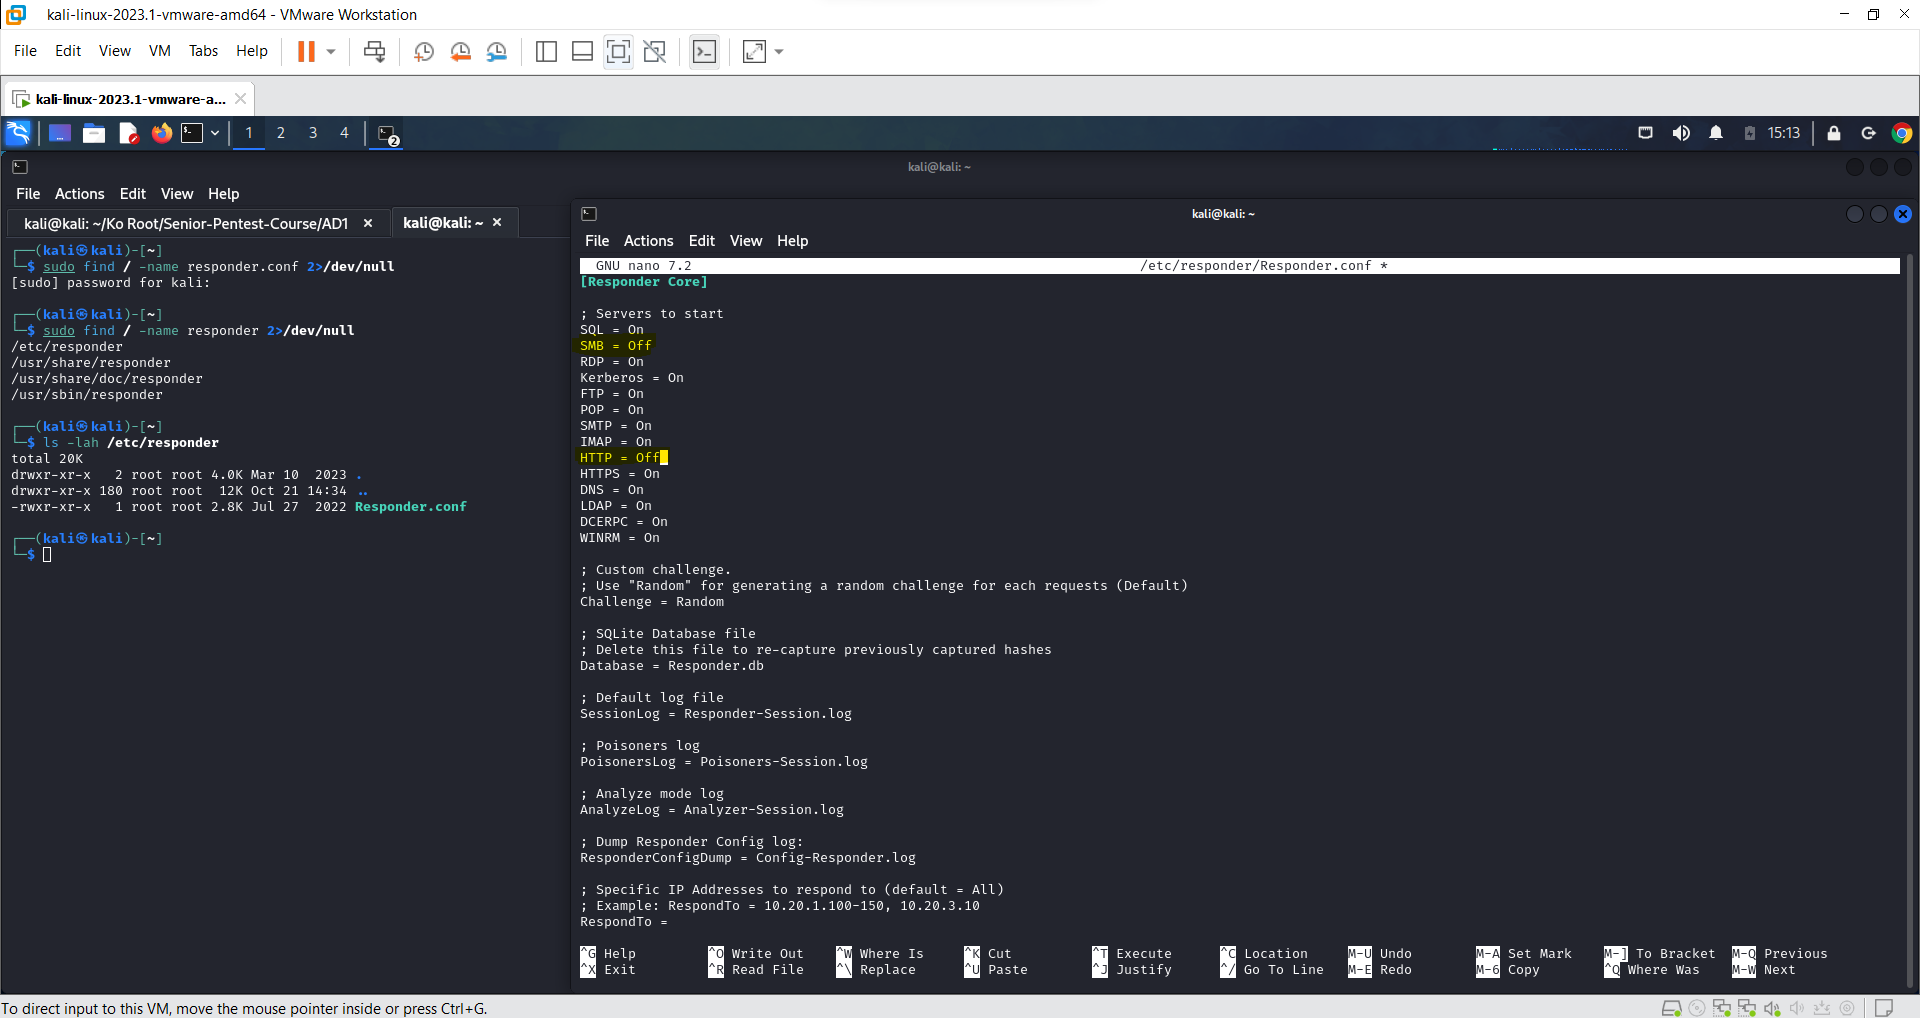 kali-linux-2023.1-vmware-amd64 - VMware Workstation
File Edit View VM Tabs Help
kali-linux-2023.1-vmware-a...
1 2 3 4 2 15:13
kali@kali: ~
File Actions Edit View Help
kali@kali: ~/Ko Root/Senior-Pentest-Course/AD1
kali@kali: ~
(kali㉿kali)-[~]
$ sudo find / -name responder.conf 2>/dev/null
[sudo] password for kali:
(kali㉿kali)-[~]
$ sudo find / -name responder 2>/dev/null
/etc/responder
/usr/share/responder
/usr/share/doc/responder
/usr/sbin/responder
(kali㉿kali)-[~]
$ ls -lah /etc/responder
total 20K
drwxr-xr-x   2 root root 4.0K Mar 10  2023 .
drwxr-xr-x 180 root root  12K Oct 21 14:34 ..
-rwxr-xr-x   1 root root 2.8K Jul 27  2022 Responder.conf
(kali㉿kali)-[~]
$
kali@kali: ~
File Actions Edit View Help
GNU nano 7.2 /etc/responder/Responder.conf *
[Responder Core]
; Servers to start
SQL = On
SMB = Off
RDP = On
Kerberos = On
FTP = On
POP = On
SMTP = On
IMAP = On
HTTP = Off
HTTPS = On
DNS = On
LDAP = On
DCERPC = On
WINRM = On
; Custom challenge.
; Use "Random" for generating a random challenge for each requests (Default)
Challenge = Random
; SQLite Database file
; Delete this file to re-capture previously captured hashes
Database = Responder.db
; Default log file
SessionLog = Responder-Session.log
; Poisoners log
PoisonersLog = Poisoners-Session.log
; Analyze mode log
AnalyzeLog = Analyzer-Session.log
; Dump Responder Config log:
ResponderConfigDump = Config-Responder.log
; Specific IP Addresses to respond to (default = All)
; Example: RespondTo = 10.20.1.100-150, 10.20.3.10
RespondTo =
^G Help ^O Write Out ^W Where Is ^K Cut ^T Execute ^C Location M-U Undo M-A Set Mark M-] To Bracket M-Q Previous
^X Exit ^R Read File ^\ Replace ^U Paste ^J Justify ^/ Go To Line M-E Redo M-6 Copy ^Q Where Was M-W Next
To direct input to this VM, move the mouse pointer inside or press Ctrl+G.